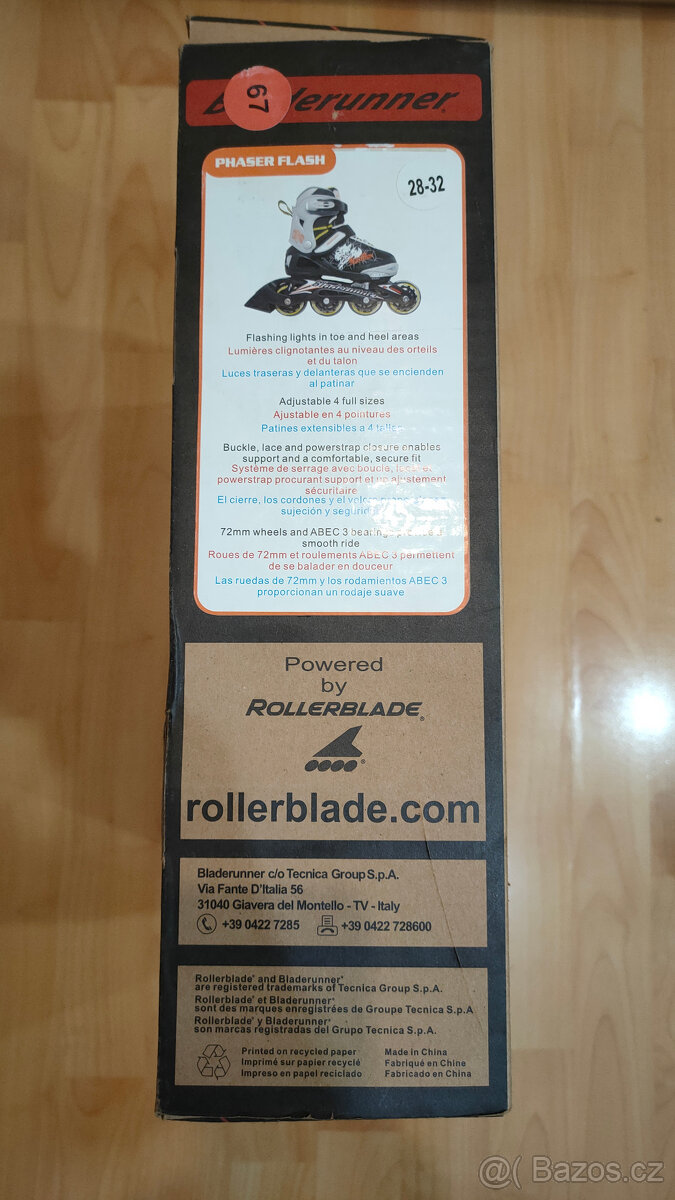 67
erunner
PHASER FLASH
28-32
Flashing lights in toe and heel areas
Lumières clignotantes au niveau des orteils
et du talon
Luces traseras y delanteras que se encienden
al patinar
Adjustable 4 full sizes
Ajustable en 4 pointures
Patines extensibles a 4
Buckle, lace and powerstrap closure enables
support and a comfortable, secure fit
Système de serrage avec boucle,
powerstrap procurant support et un ajustement
sécuritaire
El cierre, los cordones y el
sujeción y
72mm wheels and ABEC 3 bearings
smooth ride
Roues de 72mm et roulements ABEC 3 permettent
de se balader en douceur
Las ruedas de 72mm y los rodamientos ABEC 3
proporcionan un rodaje suave
Powered
by
ROLLERBLADE®
rollerblade.com
Bladerunner c/o Tecnica Group S.p.A.
Via Fante D'Italia 56
31040 Giavera del Montello - TV - Italy
+39 0422 7285 +39 0422 728600
Rollerblade® and Bladerunner®
are registered trademarks of Tecnica Group S.p.A.
Rollerblade® et Bladerunner®
sont des marques enregistrées de Groupe Tecnica S.p.A
Rollerblade® y Bladerunner®
son marcas registradas del Grupo Tecnica S.p.A.
Printed on recycled paper Made in China
Imprimé sur papier recyclé Fabriqué en Chine
Impreso en papel reciclado Fabricado en China
@( Bazos.cz